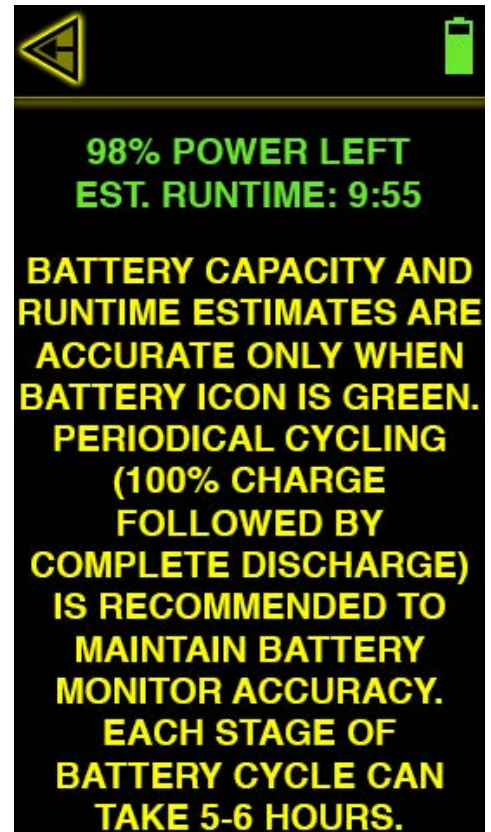 98% POWER LEFT
EST. RUNTIME: 9:55
BATTERY CAPACITY AND
RUNTIME ESTIMATES ARE
ACCURATE ONLY WHEN
BATTERY ICON IS GREEN.
PERIODICAL CYCLING
(100% CHARGE
FOLLOWED BY
COMPLETE DISCHARGE)
IS RECOMMENDED TO
MAINTAIN BATTERY
MONITOR ACCURACY.
EACH STAGE OF
BATTERY CYCLE CAN
TAKE 5-6 HOURS.